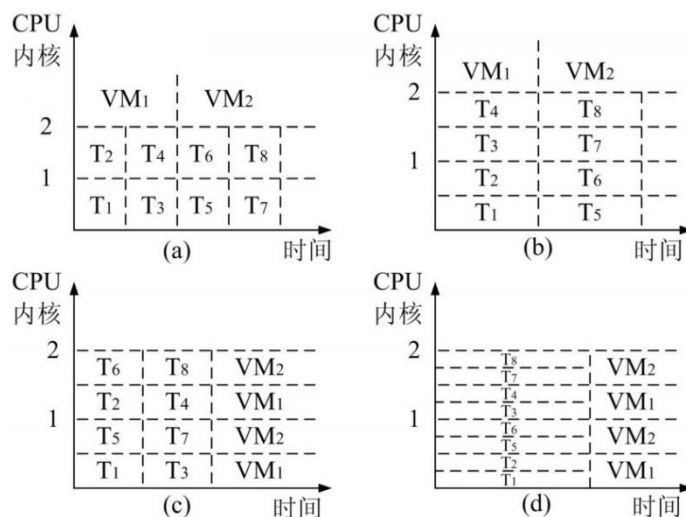 CPU
内核
VM1 VM2
2
T2 T4 T6 T8
1
T1 T3 T5 T7
(a) 时间
CPU
内核
VM1 VM2
2
T4 T8
T3 T7
1
T2 T6
T1 T5
(b) 时间
CPU
内核
2
T6 T8 VM2
T2 T4 VM1
1
T5 T7 VM2
T1 T3 VM1
(c) 时间
CPU
内核
2
T8
T7 VM2
T4
T3 VM1
1
T6
T5 VM2
T2
T1 VM1
(d) 时间